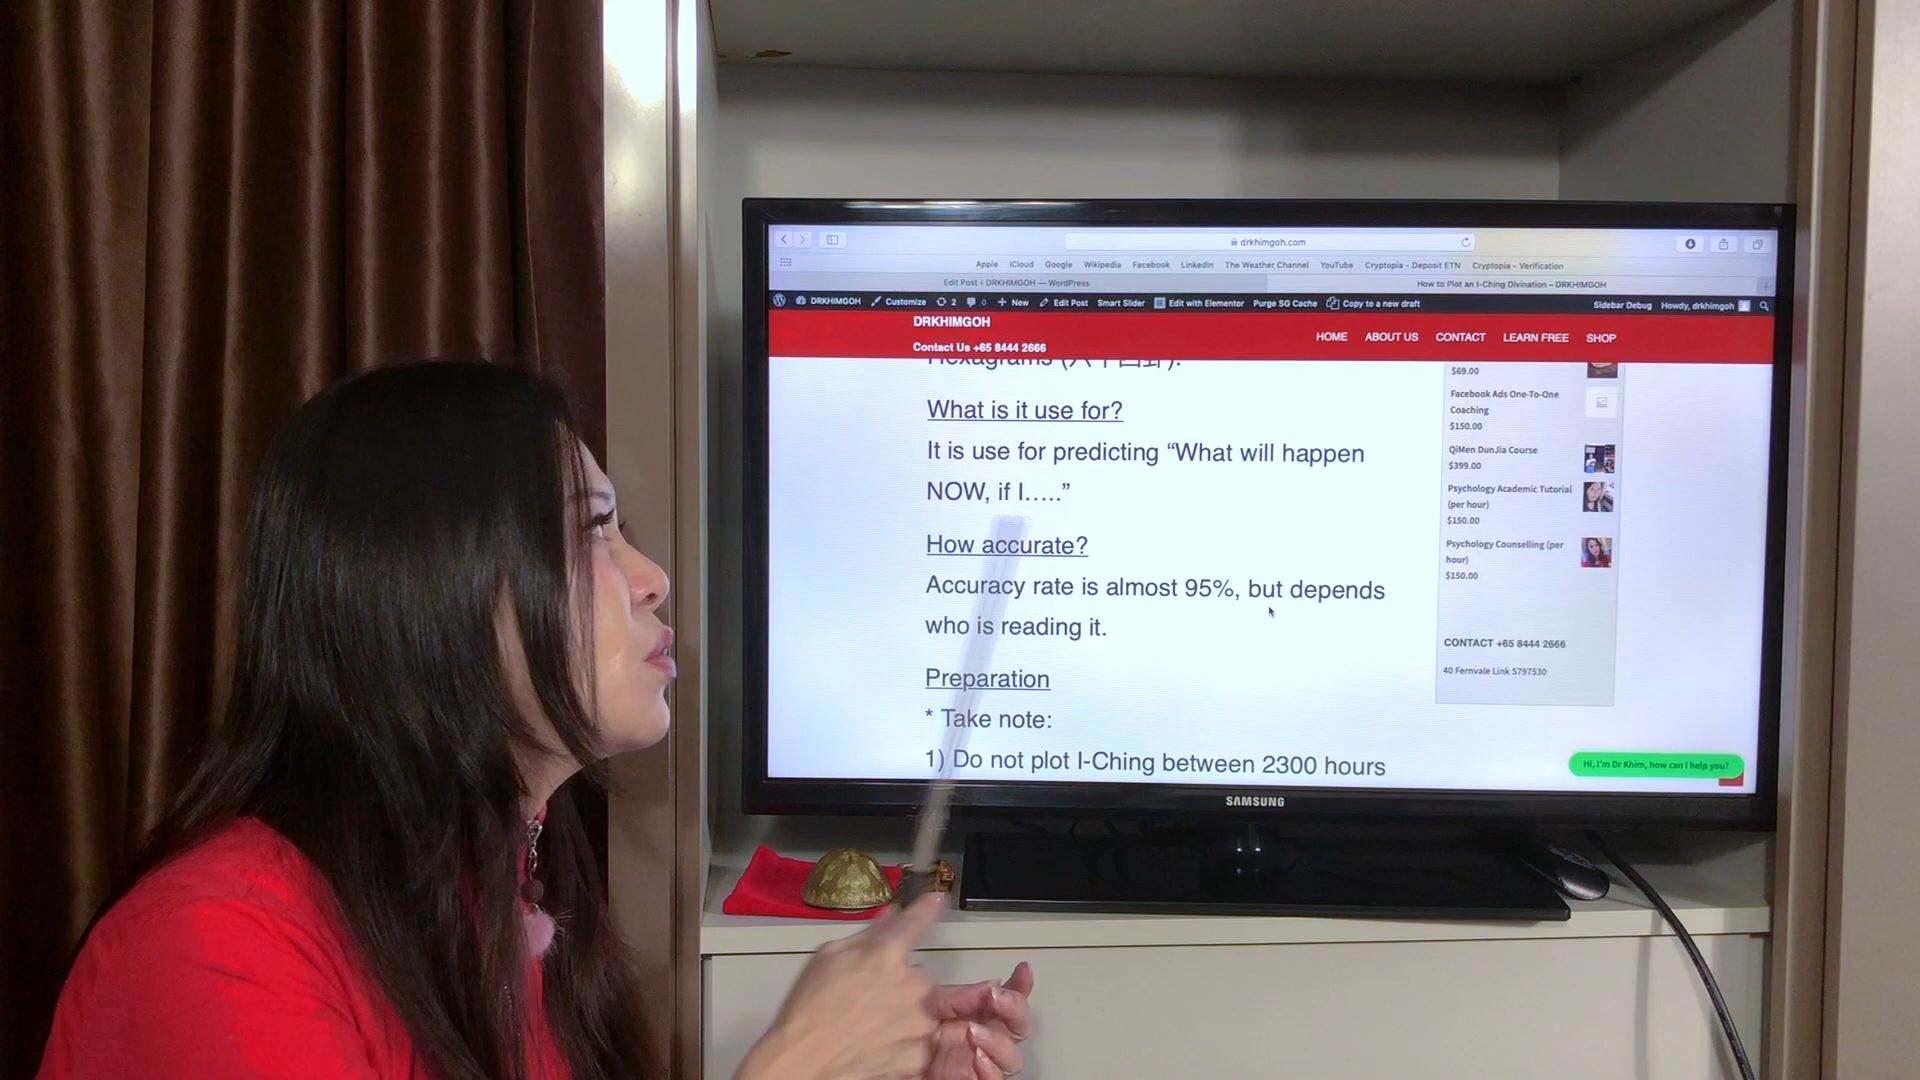 drkhimgoh.com
Apple iCloud Google Wikipedia Facebook LinkedIn The Weather Channel YouTube Cryptopia - Deposit ETN Cryptopia - Verification
Edit Post ‹ DRKHIMGOH — WordPress
How to Plot an I-Ching Divination – DRKHIMGOH
DRKHIMGOH Customize 2 0 New Edit Post Smart Slider Edit with Elementor Purge SG Cache Copy to a new draft Sidebar Debug Howdy, drkhimgoh
DRKHIMGOH
Contact Us +65 8444 2666
HOME ABOUT US CONTACT LEARN FREE SHOP
What is it use for?
It is use for predicting “What will happen
NOW, if I…..”
How accurate?
Accuracy rate is almost 95%, but depends
who is reading it.
Preparation
* Take note:
1) Do not plot I-Ching between 2300 hours
$69.00
Facebook Ads One-To-One
Coaching
$150.00
QiMen DunJia Course
$399.00
Psychology Academic Tutorial
(per hour)
$150.00
Psychology Counselling (per
hour)
$150.00
CONTACT +65 8444 2666
40 Fernvale Link S797530
Hi, I'm Dr Khim, how can I help you?
SAMSUNG